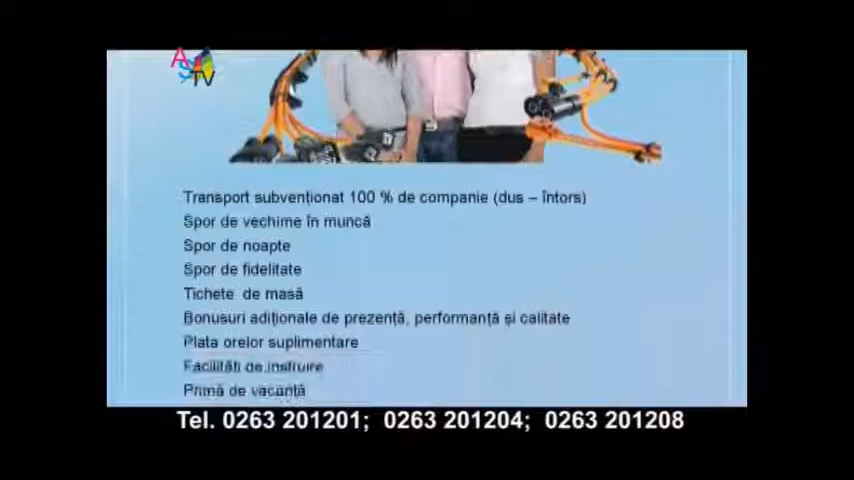 AS
TV
Transport subvenționat 100 % de companie (dus – întors)
Spor de vechime în muncă
Spor de noapte
Spor de fidelitate
Tichete de masă
Bonusuri adiționale de prezență, performanță și calitate
Plata orelor suplimentare
Facilități de instruire
Primă de vacanță
Tel. 0263 201201; 0263 201204; 0263 201208